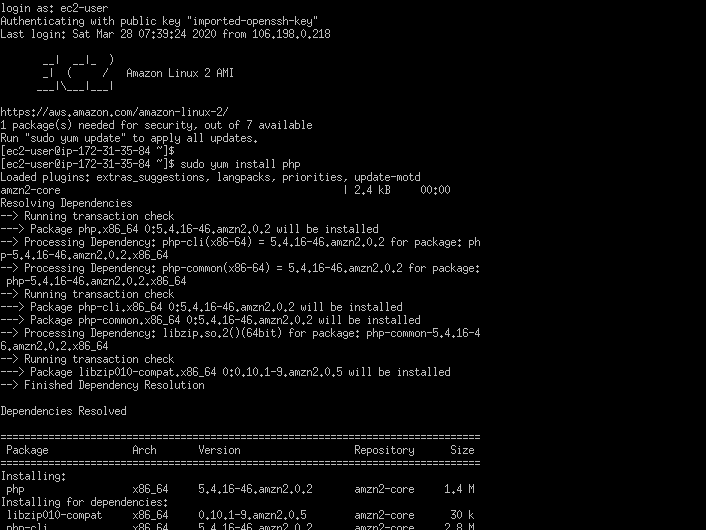 login as: ec2-user
Authenticating with public key "imported-openssh-key"
Last login: Sat Mar 28 07:39:24 2020 from 106.198.0.218
__|  __|_  )
_|  (     /   Amazon Linux 2 AMI
___|\___|___|
https://aws.amazon.com/amazon-linux-2/
1 package(s) needed for security, out of 7 available
Run "sudo yum update" to apply all updates.
[ec2-user@ip-172-31-35-84 ~]$
[ec2-user@ip-172-31-35-84 ~]$ sudo yum install php
Loaded plugins: extras_suggestions, langpacks, priorities, update-motd
amzn2-core                                               | 2.4 kB     00:00
Resolving Dependencies
--> Running transaction check
---> Package php.x86_64 0:5.4.16-46.amzn2.0.2 will be installed
--> Processing Dependency: php-cli(x86-64) = 5.4.16-46.amzn2.0.2 for package: ph
p-5.4.16-46.amzn2.0.2.x86_64
--> Processing Dependency: php-common(x86-64) = 5.4.16-46.amzn2.0.2 for package:
 php-5.4.16-46.amzn2.0.2.x86_64
--> Running transaction check
---> Package php-cli.x86_64 0:5.4.16-46.amzn2.0.2 will be installed
---> Package php-common.x86_64 0:5.4.16-46.amzn2.0.2 will be installed
--> Processing Dependency: libzip.so.2()(64bit) for package: php-common-5.4.16-4
6.amzn2.0.2.x86_64
--> Running transaction check
---> Package libzip010-compat.x86_64 0:0.10.1-9.amzn2.0.5 will be installed
--> Finished Dependency Resolution
Dependencies Resolved
================================================================================
 Package              Arch       Version                   Repository      Size
================================================================================
Installing:
 php                  x86_64     5.4.16-46.amzn2.0.2       amzn2-core     1.4 M
Installing for dependencies:
 libzip010-compat     x86_64     0.10.1-9.amzn2.0.5        amzn2-core      30 k
 php-cli              x86_64     5.4.16-46.amzn2.0.2       amzn2-core     2.8 M